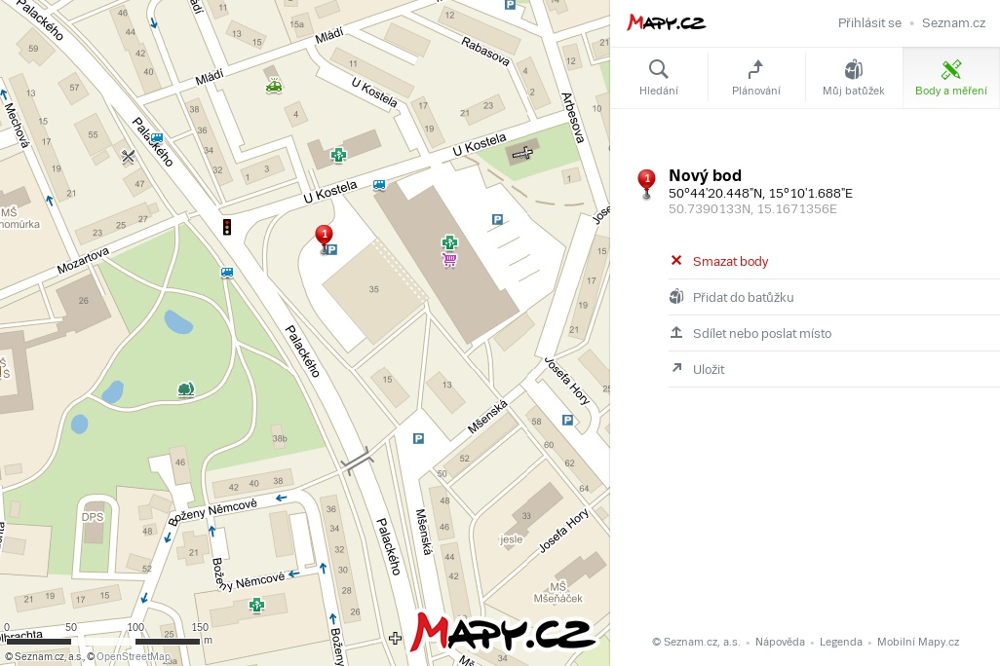 Palackého
46
44
42
40
15a
13
15
11
Mládí
12
10
P
12
Rabasova
59
57
Mládí
11
U Kostela
4
2
Arbesova
Mechová
55
Palackého
38
36
34
32
4
17
19
21
23
47
1
3
U Kostela
U Kostela
1
MŠ
23
25
27
P
1
P
15
Mozartova
35
17
19
21
26
Palackého
15
13
Josefa Hory
Mšenská
P
58
P
60
62
64
38b
52
50
46
42
40
38
Boženy Němcové
DPS
48
52
21
36
34
32
30
28
26
Palackého
Mšenská
48
46
44
42
33
jesle
Josefa Hory
MŠ
Mšeňáček
21
19
17
15
25a
0
50
100
150
m
Boženy
MAPY.CZ
© Seznam.cz, a.s., © OpenStreetMap
MAPY.CZ
Přihlásit se
Seznam.cz
Hledání
Plánování
Můj batůžek
Body a měření
1
Nový bod
50°44'20.448"N, 15°10'1.688"E
50.7390133N, 15.1671356E
Smazat body
Přidat do batůžku
Sdílet nebo poslat místo
Uložit
© Seznam.cz, a.s.
Nápověda
Legenda
Mobilní Mapy.cz